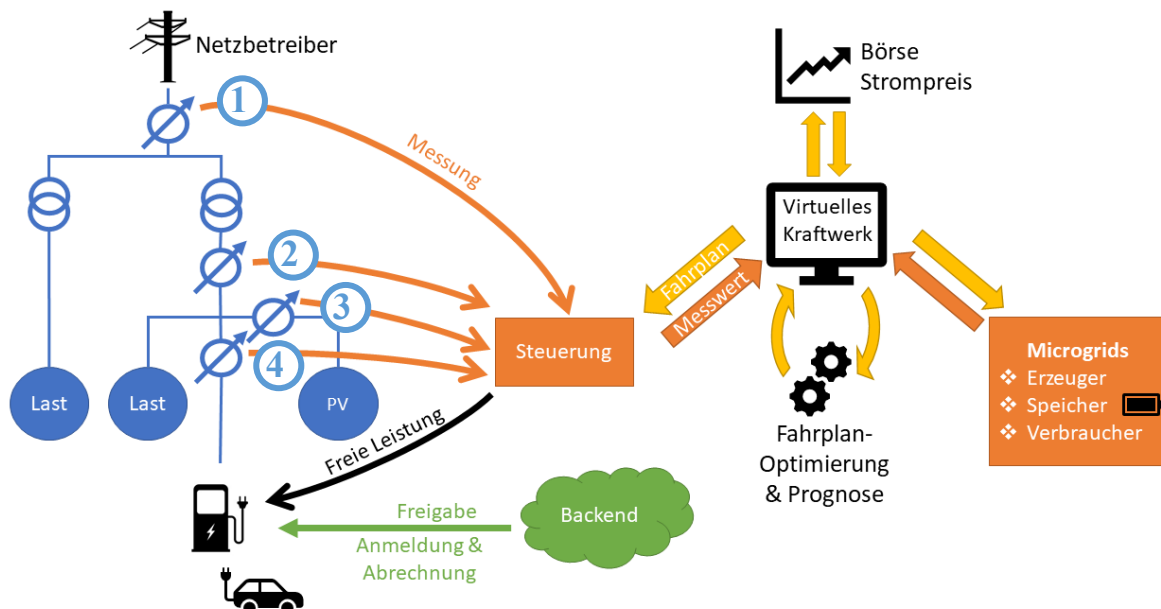 Netzbetreiber
1
Messung
2
3
4
Last
Last
PV
Steuerung
Freie Leistung
Freigabe
Anmeldung &
Abrechnung
Backend
Fahrplan
Messwert
Börse
Strompreis
Virtuelles
Kraftwerk
Fahrplan-
Optimierung
& Prognose
Microgrids
❖ Erzeuger
❖ Speicher
❖ Verbraucher